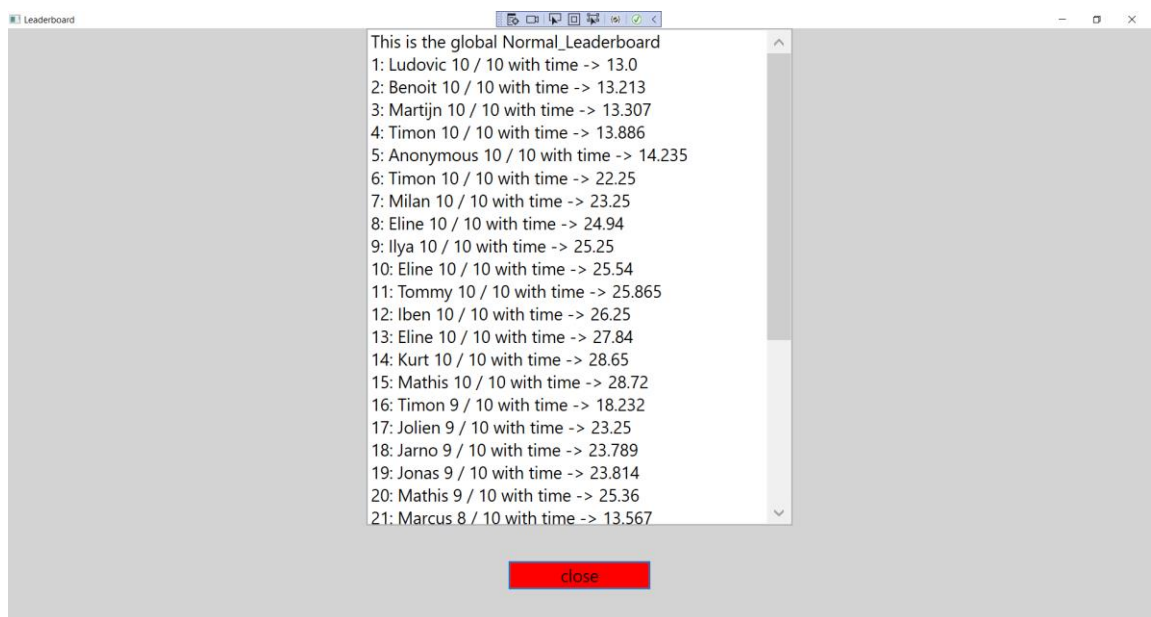 Leaderboard
This is the global Normal_Leaderboard
1: Ludovic 10 / 10 with time -> 13.0
2: Benoit 10 / 10 with time -> 13.213
3: Martijn 10 / 10 with time -> 13.307
4: Timon 10 / 10 with time -> 13.886
5: Anonymous 10 / 10 with time -> 14.235
6: Timon 10 / 10 with time -> 22.25
7: Milan 10 / 10 with time -> 23.25
8: Eline 10 / 10 with time -> 24.94
9: Ilya 10 / 10 with time -> 25.25
10: Eline 10 / 10 with time -> 25.54
11: Tommy 10 / 10 with time -> 25.865
12: Iben 10 / 10 with time -> 26.25
13: Eline 10 / 10 with time -> 27.84
14: Kurt 10 / 10 with time -> 28.65
15: Mathis 10 / 10 with time -> 28.72
16: Timon 9 / 10 with time -> 18.232
17: Jolien 9 / 10 with time -> 23.25
18: Jarno 9 / 10 with time -> 23.789
19: Jonas 9 / 10 with time -> 23.814
20: Mathis 9 / 10 with time -> 25.36
21: Marcus 8 / 10 with time -> 13.567
close